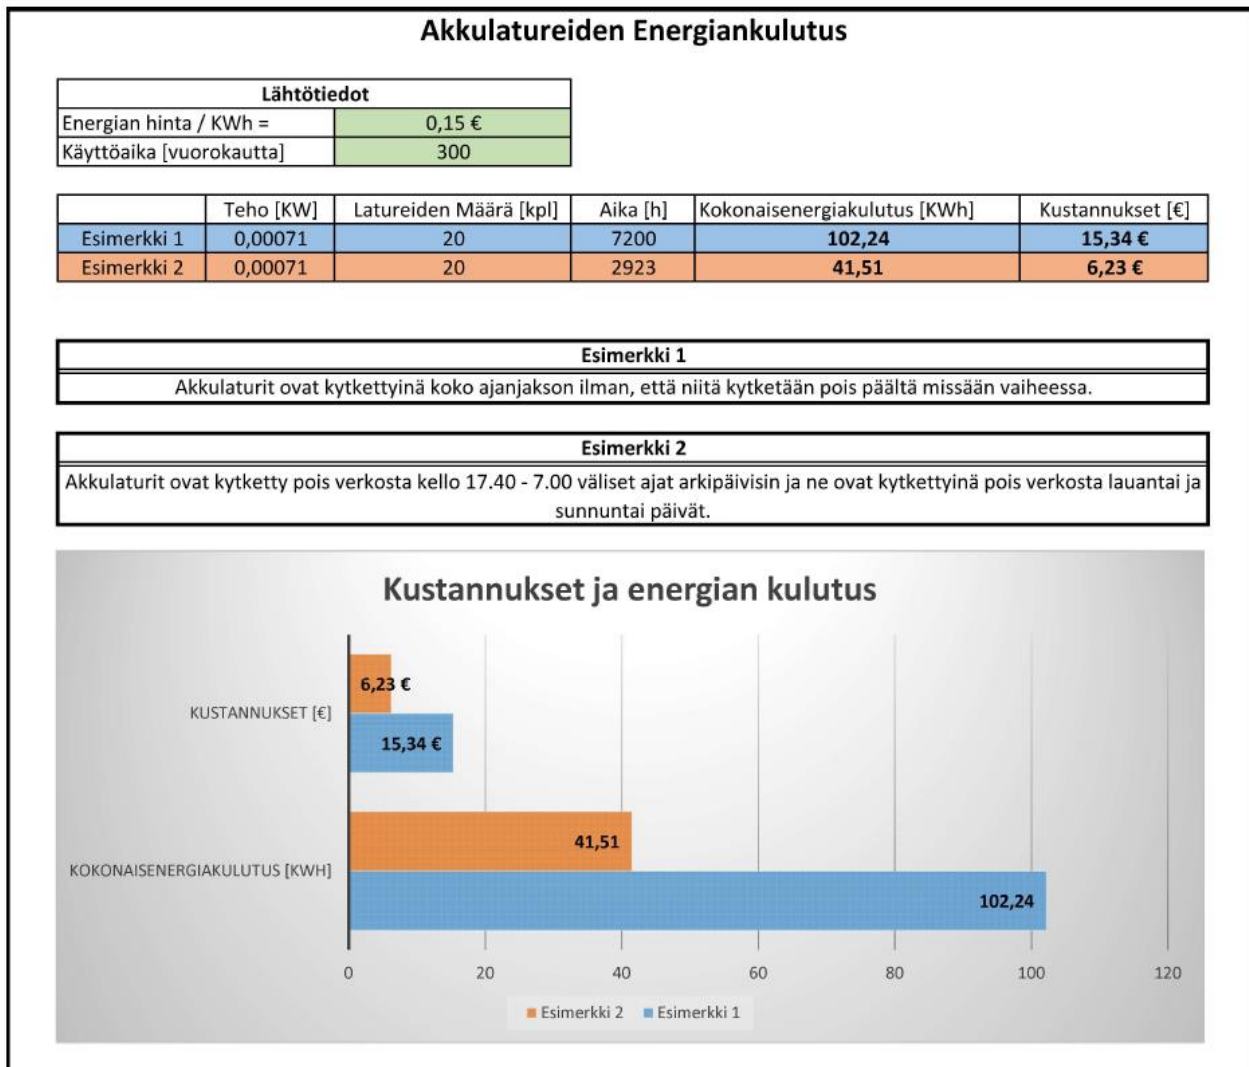 Akkulatureiden Energiankulutus
Lähtötiedot
Energian hinta / KWh = 0,15 €
Käyttöaika [vuorokautta] 300
Teho [KW] Latureiden Määrä [kpl] Aika [h] Kokonaisenergiakulutus [KWh] Kustannukset [€]
Esimerkki 1 0,00071 20 7200 102,24 15,34 €
Esimerkki 2 0,00071 20 2923 41,51 6,23 €
Esimerkki 1
Akkulaturit ovat kytkettyinä koko ajanjakson ilman, että niitä kytketään pois päältä missään vaiheessa.
Esimerkki 2
Akkulaturit ovat kytketty pois verkosta kello 17.40 - 7.00 väliset ajat arkipäivisin ja ne ovat kytkettyinä pois verkosta lauantai ja
sunnuntai päivät.
Kustannukset ja energian kulutus
6,23 €
KUSTANNUKSET [€]
15,34 €
41,51
KOKONAISENERGIAKULUTUS [KWH]
102,24
0 20 40 60 80 100 120
Esimerkki 2 Esimerkki 1